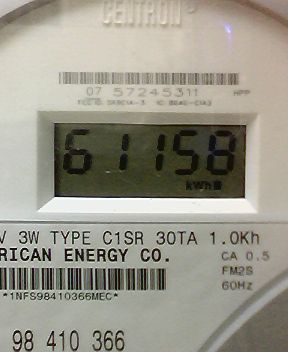 CENTRON
07 57245311 HPP
61158
kWh
V 3W TYPE C1SR 30TA 1.0Kh
RICAN ENERGY CO. CA 0.5
FM2S
*1NFS98410366MEC* 60Hz
98 410 366